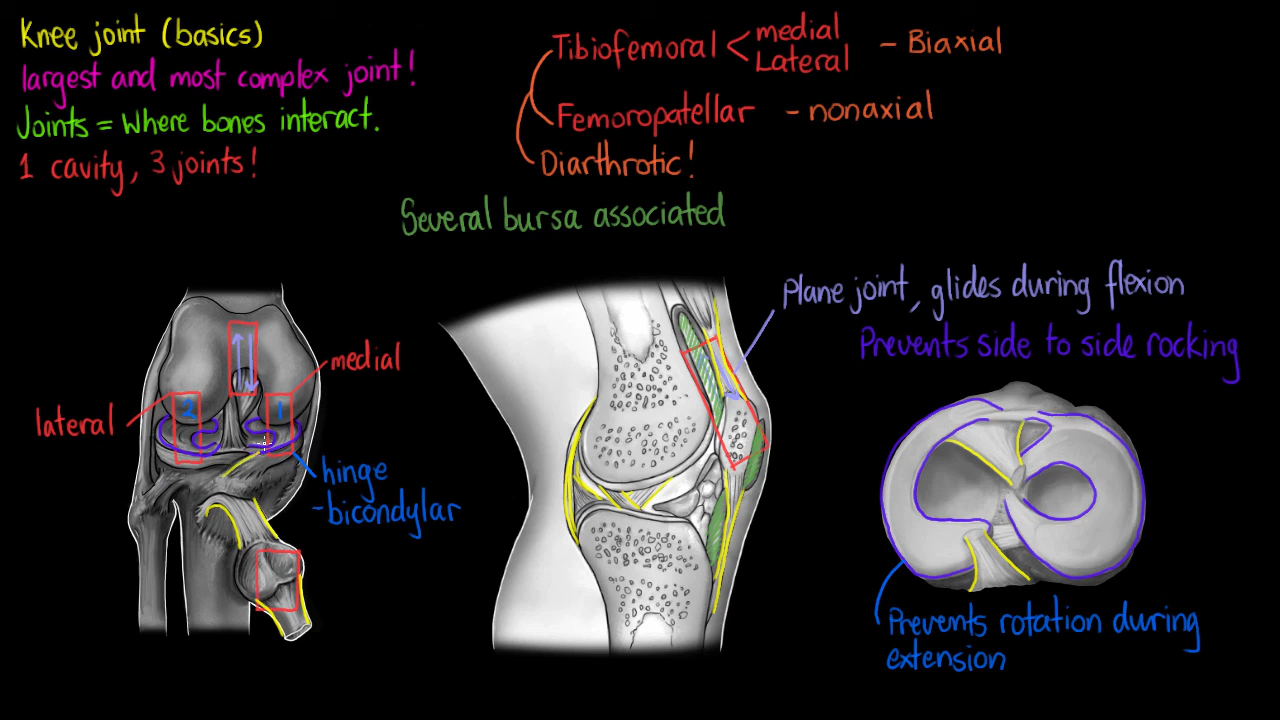 Knee joint (basics)
largest and most complex joint!
Joints = Where bones interact.
1 cavity, 3 joints!
Tibiofemoral < medial
Lateral - Biaxial
Femoropatellar - nonaxial
Diarthrotic!
Several bursa associated
Plane joint, glides during flexion
Prevents side to side rocking
medial
lateral
2 1
hinge
-bicondylar
Prevents rotation during
extension